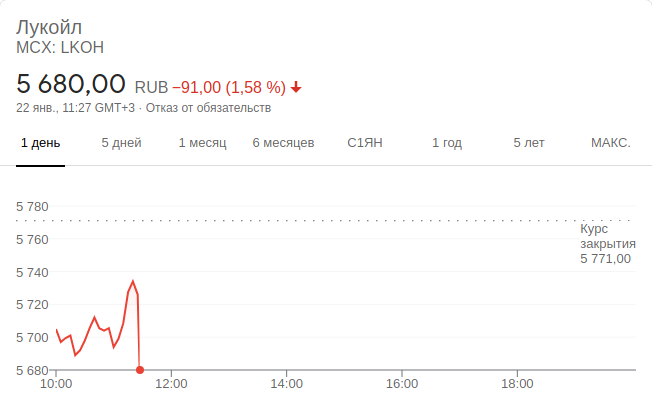 Лукойл
MCX: LKOH
5 680,00 RUB −91,00 (1,58 %)
22 янв., 11:27 GMT+3 · Отказ от обязательств
1 день 5 дней 1 месяц 6 месяцев С1ЯН 1 год 5 лет МАКС.
5 780
5 760
5 740
5 720
5 700
5 680
Курс
закрытия
5 771,00
10:00 12:00 14:00 16:00 18:00